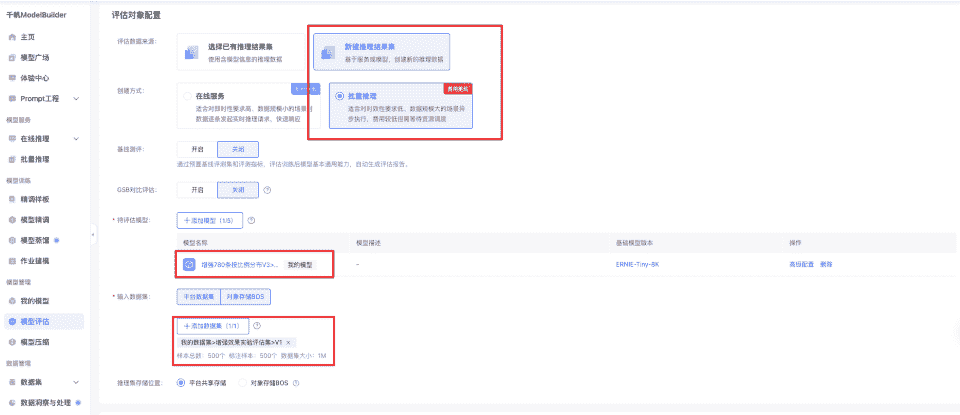 千帆ModelBuilder
主页
模型广场
体验中心
Prompt工程
模型服务
在线推理
批量推理
模型训练
精调样板
模型精调
模型蒸馏
作业建模
模型管理
我的模型
模型评估
模型压缩
数据管理
数据集
数据洞察与处理
评估对象配置
评估数据来源:
选择已有推理结果集
使用含模型信息的推理数据
新建推理结果集
基于服务或模型，创建新的推理数据
创建方式:
在线服务
适合对即时性要求高、数据规模小的场景
数据逐条发起实时推理请求，快速响应
批量推理
费用更低
适合对时效性要求低、数据规模大的场景异
步执行，费用较低但需等待资源调度
基线测评:
开启
关闭
通过预置基线评测集和评测指标，评估训练后模型基本通用能力，自动生成评估报告。
GSB对比评估:
开启
关闭
* 待评估模型:
添加模型（1/5）
模型名称
模型描述
基础模型版本
操作
增强780条按比例分布V3>...
我的模型
-
ERNIE-Tiny-8K
高级配置
删除
* 输入数据集:
平台数据集
对象存储BOS
添加数据集（1/1）
我的数据集>增强效果实验评估集>V1 ×
样本总数：500个 标注样本：500个 数据集大小：1M
推理集存储位置:
平台共享存储
对象存储BOS